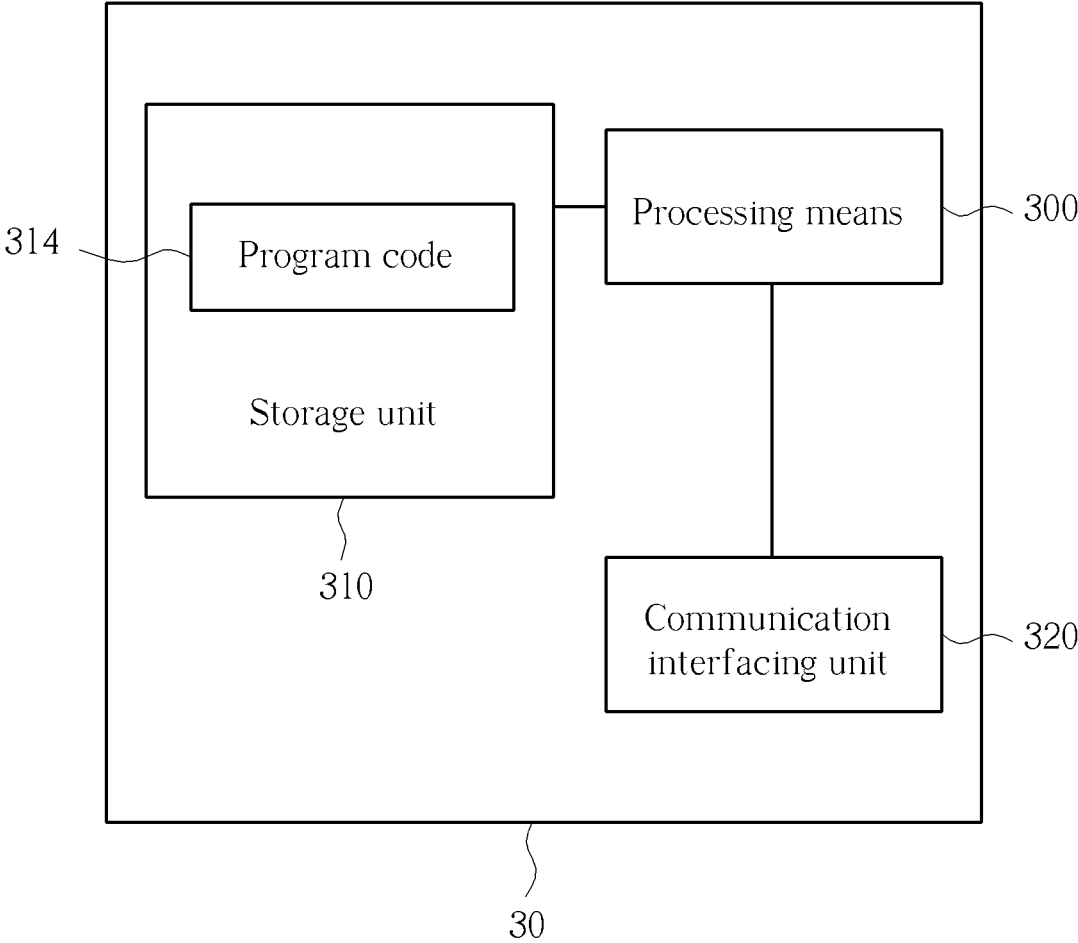 Processing means
300
314
Program code
Storage unit
310
Communication
interfacing unit
320
30